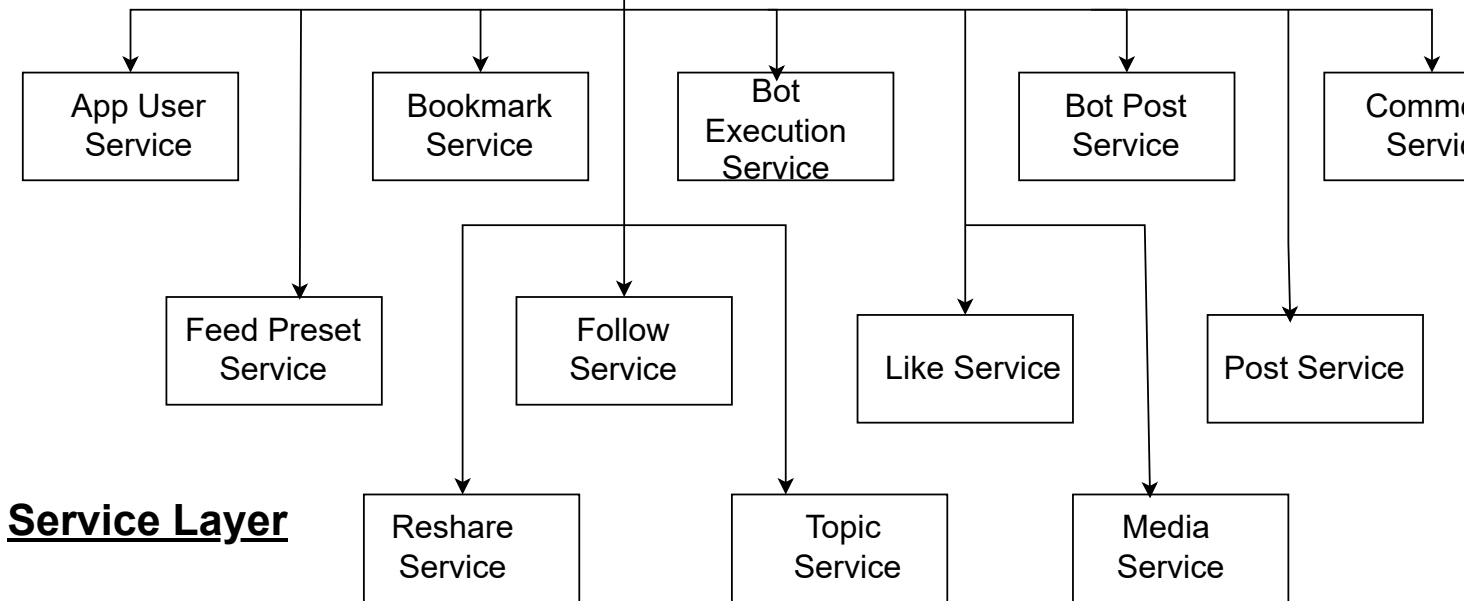 App User
Service
Bookmark
Service
Bot
Execution
Service
Bot Post
Service
Feed Preset
Service
Follow
Service
Like Service
Post Service
Service Layer
Reshare
Service
Topic
Service
Media
Service